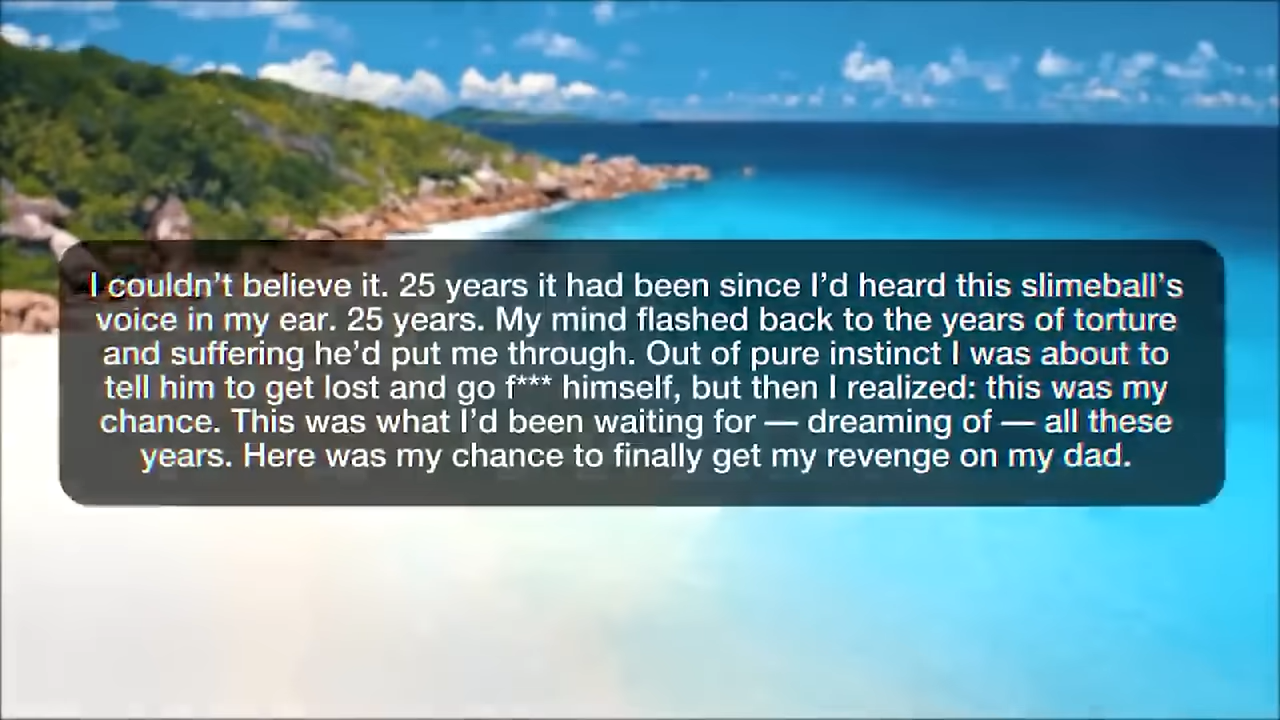 I couldn’t believe it. 25 years it had been since I’d heard this slimeball’s
voice in my ear. 25 years. My mind flashed back to the years of torture
and suffering he’d put me through. Out of pure instinct I was about to
tell him to get lost and go f*** himself, but then I realized: this was my
chance. This was what I’d been waiting for — dreaming of — all these
years. Here was my chance to finally get my revenge on my dad.